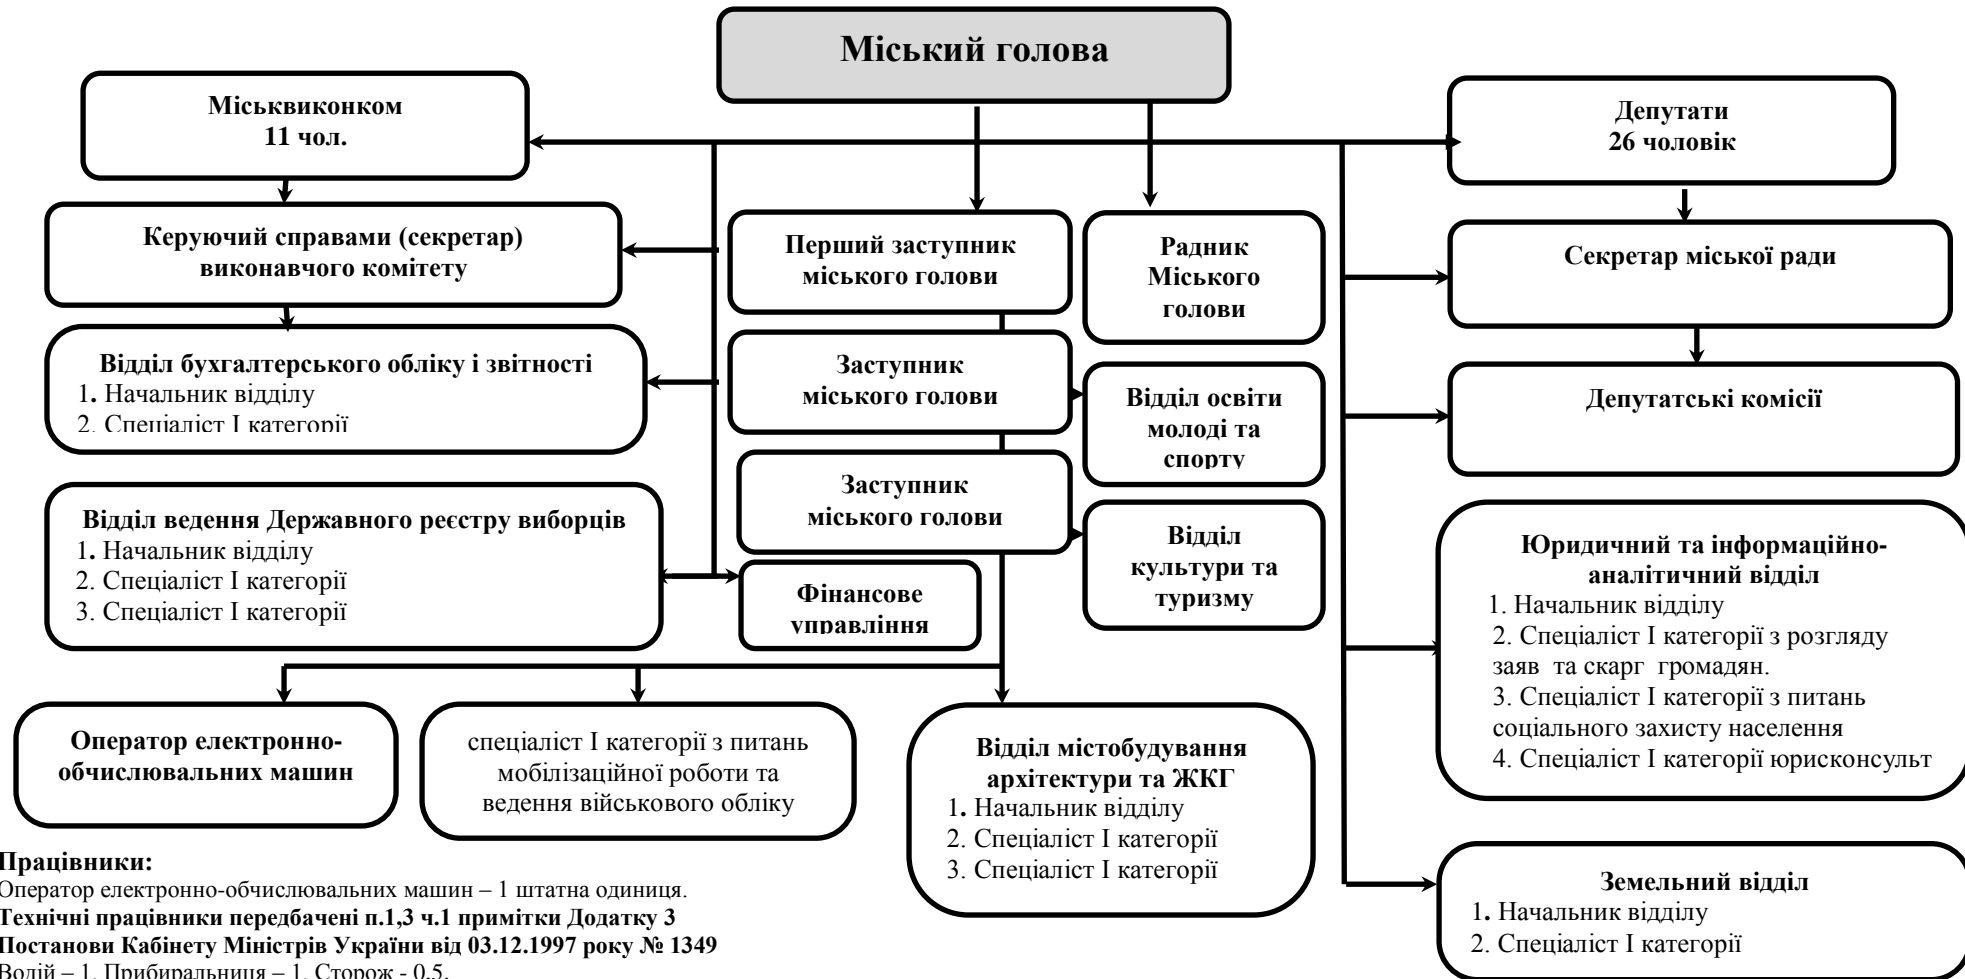 Міський голова
Міськвиконком
11 чол.
Депутати
26 чоловік
Керуючий справами (секретар)
виконавчого комітету
Перший заступник
міського голови
Радник
Міського
голови
Секретар міської ради
Відділ бухгалтерського обліку і звітності
1. Начальник відділу
2. Спеціаліст І категорії
Заступник
міського голови
Відділ освіти
молоді та
спорту
Депутатські комісії
Відділ ведення Державного реєстру виборців
1. Начальник відділу
2. Спеціаліст І категорії
3. Спеціаліст І категорії
Заступник
міського голови
Відділ
культури та
туризму
Фінансове
управління
Юридичний та інформаційно-
аналітичний відділ
1. Начальник відділу
2. Спеціаліст І категорії з розгляду
заяв та скарг громадян.
3. Спеціаліст І категорії з питань
соціального захисту населення
4. Спеціаліст І категорії юрисконсульт
Оператор електронно-
обчислювальних машин
спеціаліст І категорії з питань
мобілізаційної роботи та
ведення військового обліку
Відділ містобудування
архітектури та ЖКГ
1. Начальник відділу
2. Спеціаліст І категорії
3. Спеціаліст І категорії
Земельний відділ
1. Начальник відділу
2. Спеціаліст І категорії
Працівники:
Оператор електронно-обчислювальних машин – 1 штатна одиниця.
Технічні працівники передбачені п.1,3 ч.1 примітки Додатку 3
Постанови Кабінету Міністрів України від 03.12.1997 року № 1349
Водій – 1. Прибиральниця – 1. Сторож - 0,5.